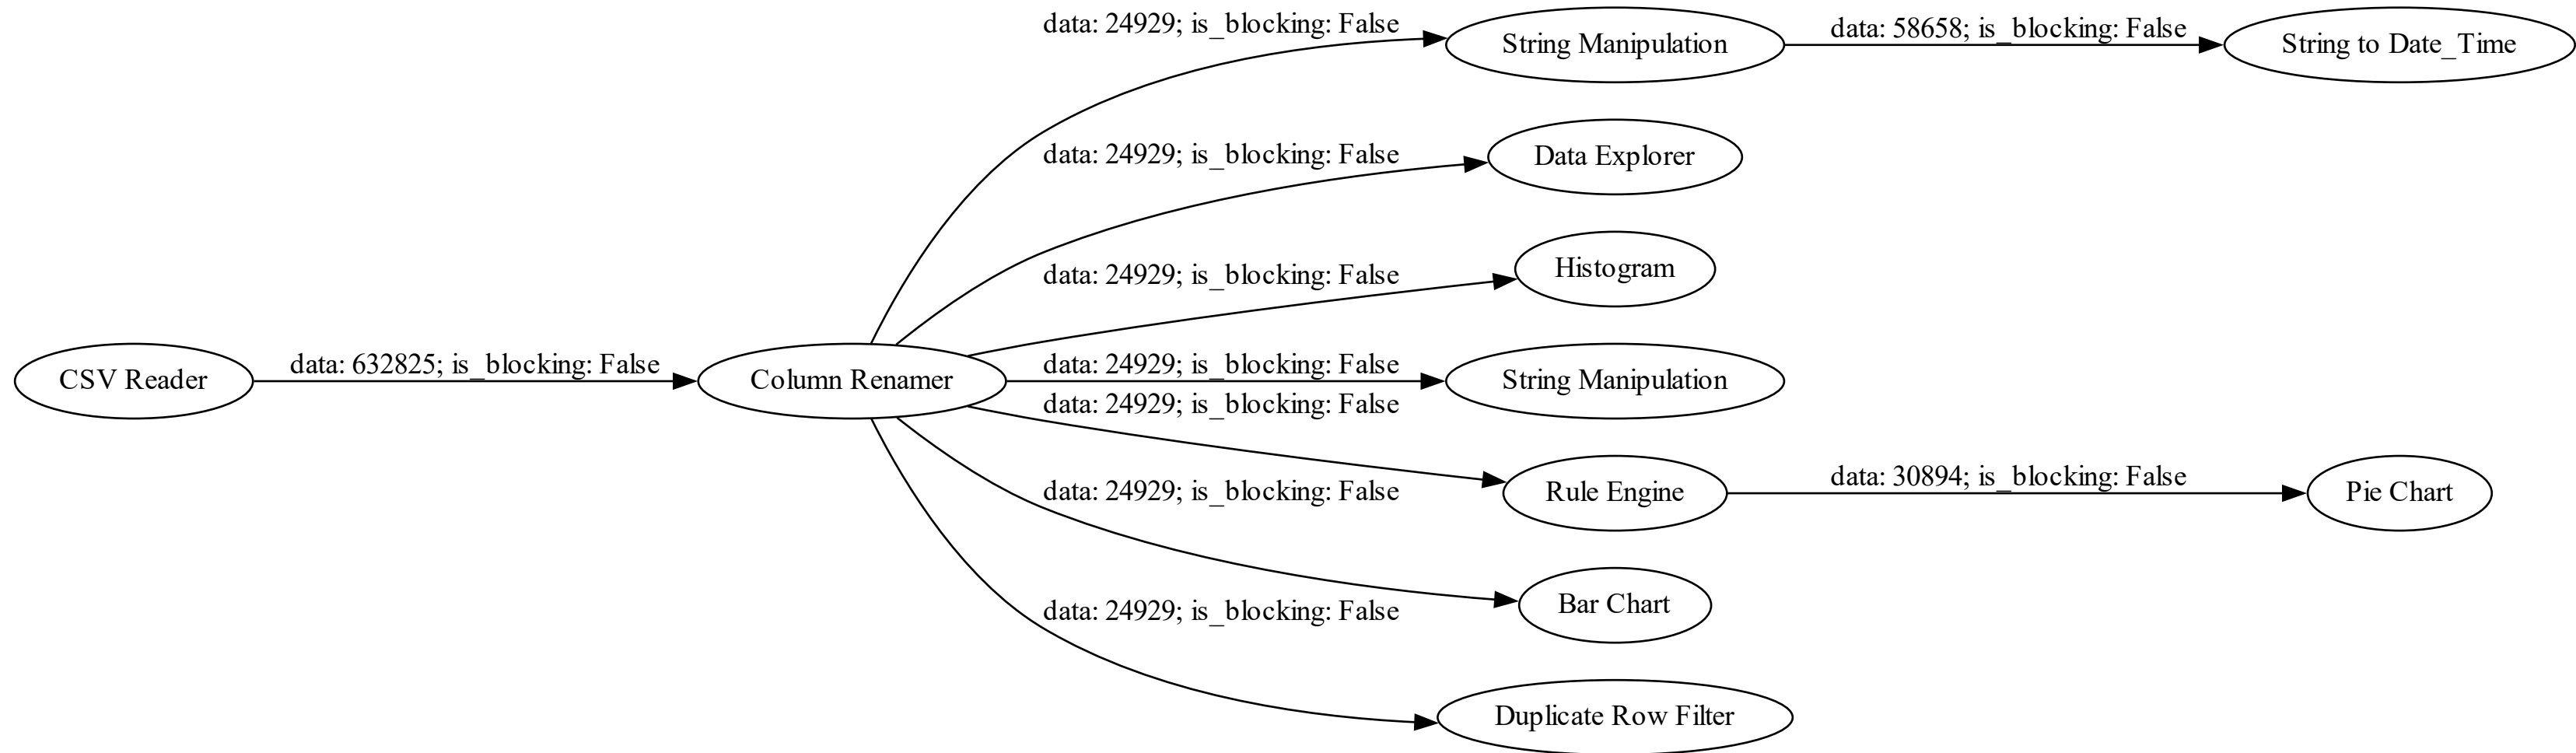 data: 24929; is_blocking: False
String Manipulation
data: 58658; is_blocking: False
String to Date_Time
data: 24929; is_blocking: False
Data Explorer
data: 24929; is_blocking: False
Histogram
CSV Reader
data: 632825; is_blocking: False
Column Renamer
data: 24929; is_blocking: False
String Manipulation
data: 24929; is_blocking: False
Rule Engine
data: 30894; is_blocking: False
Pie Chart
data: 24929; is_blocking: False
Bar Chart
data: 24929; is_blocking: False
Duplicate Row Filter